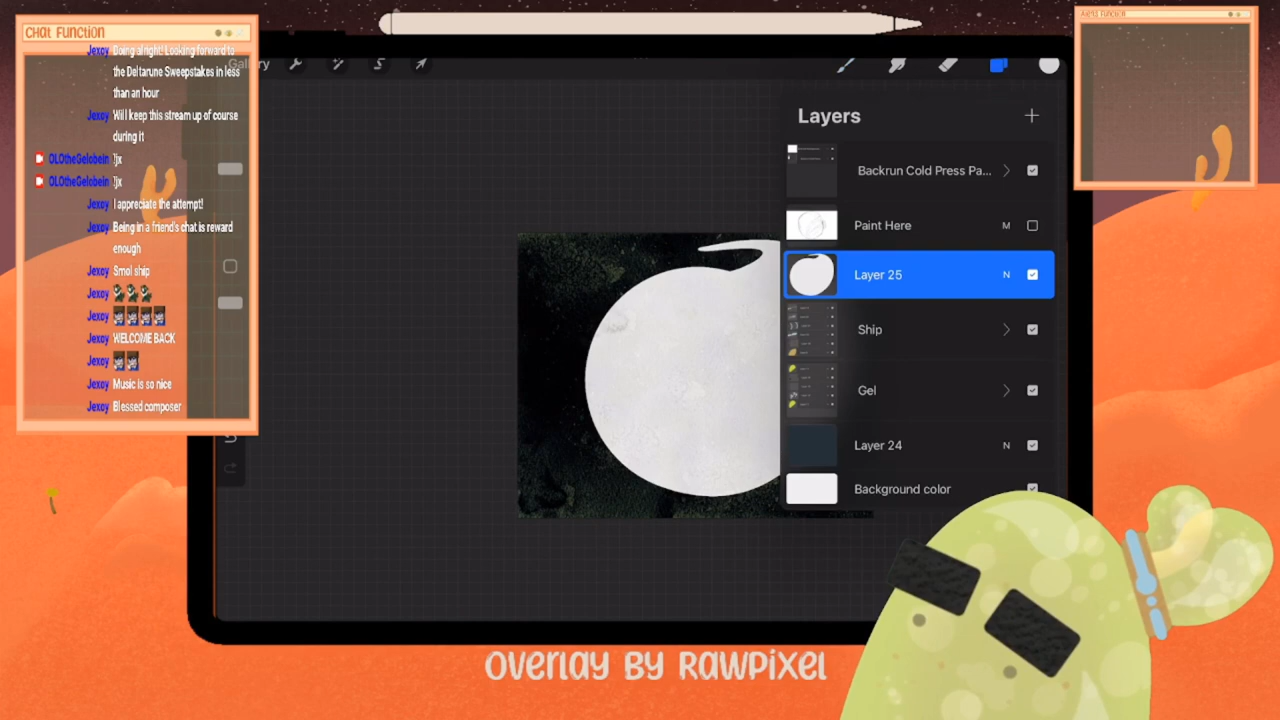 CHAT FUNCTION
Jexoy Doing alright! Looking forward to
the Deltarune Sweepstakes in less
than an hour
Jexoy Will keep this stream up of course
during it
OLOtheGelobein !jx
OLOtheGelobein !jx
Jexoy I appreciate the attempt!
Jexoy Being in a friend's chat is reward
enough
Jexoy Smol ship
Jexoy
Jexoy
Jexoy WELCOME BACK
Jexoy
Jexoy Music is so nice
Jexoy Blessed composer
Gallery
Layers
Backrun Cold Press Pa...
Paint Here M
Layer 25 N
Ship
Gel
Layer 24 N
Background color
OVERLAY BY RAWPIXEL